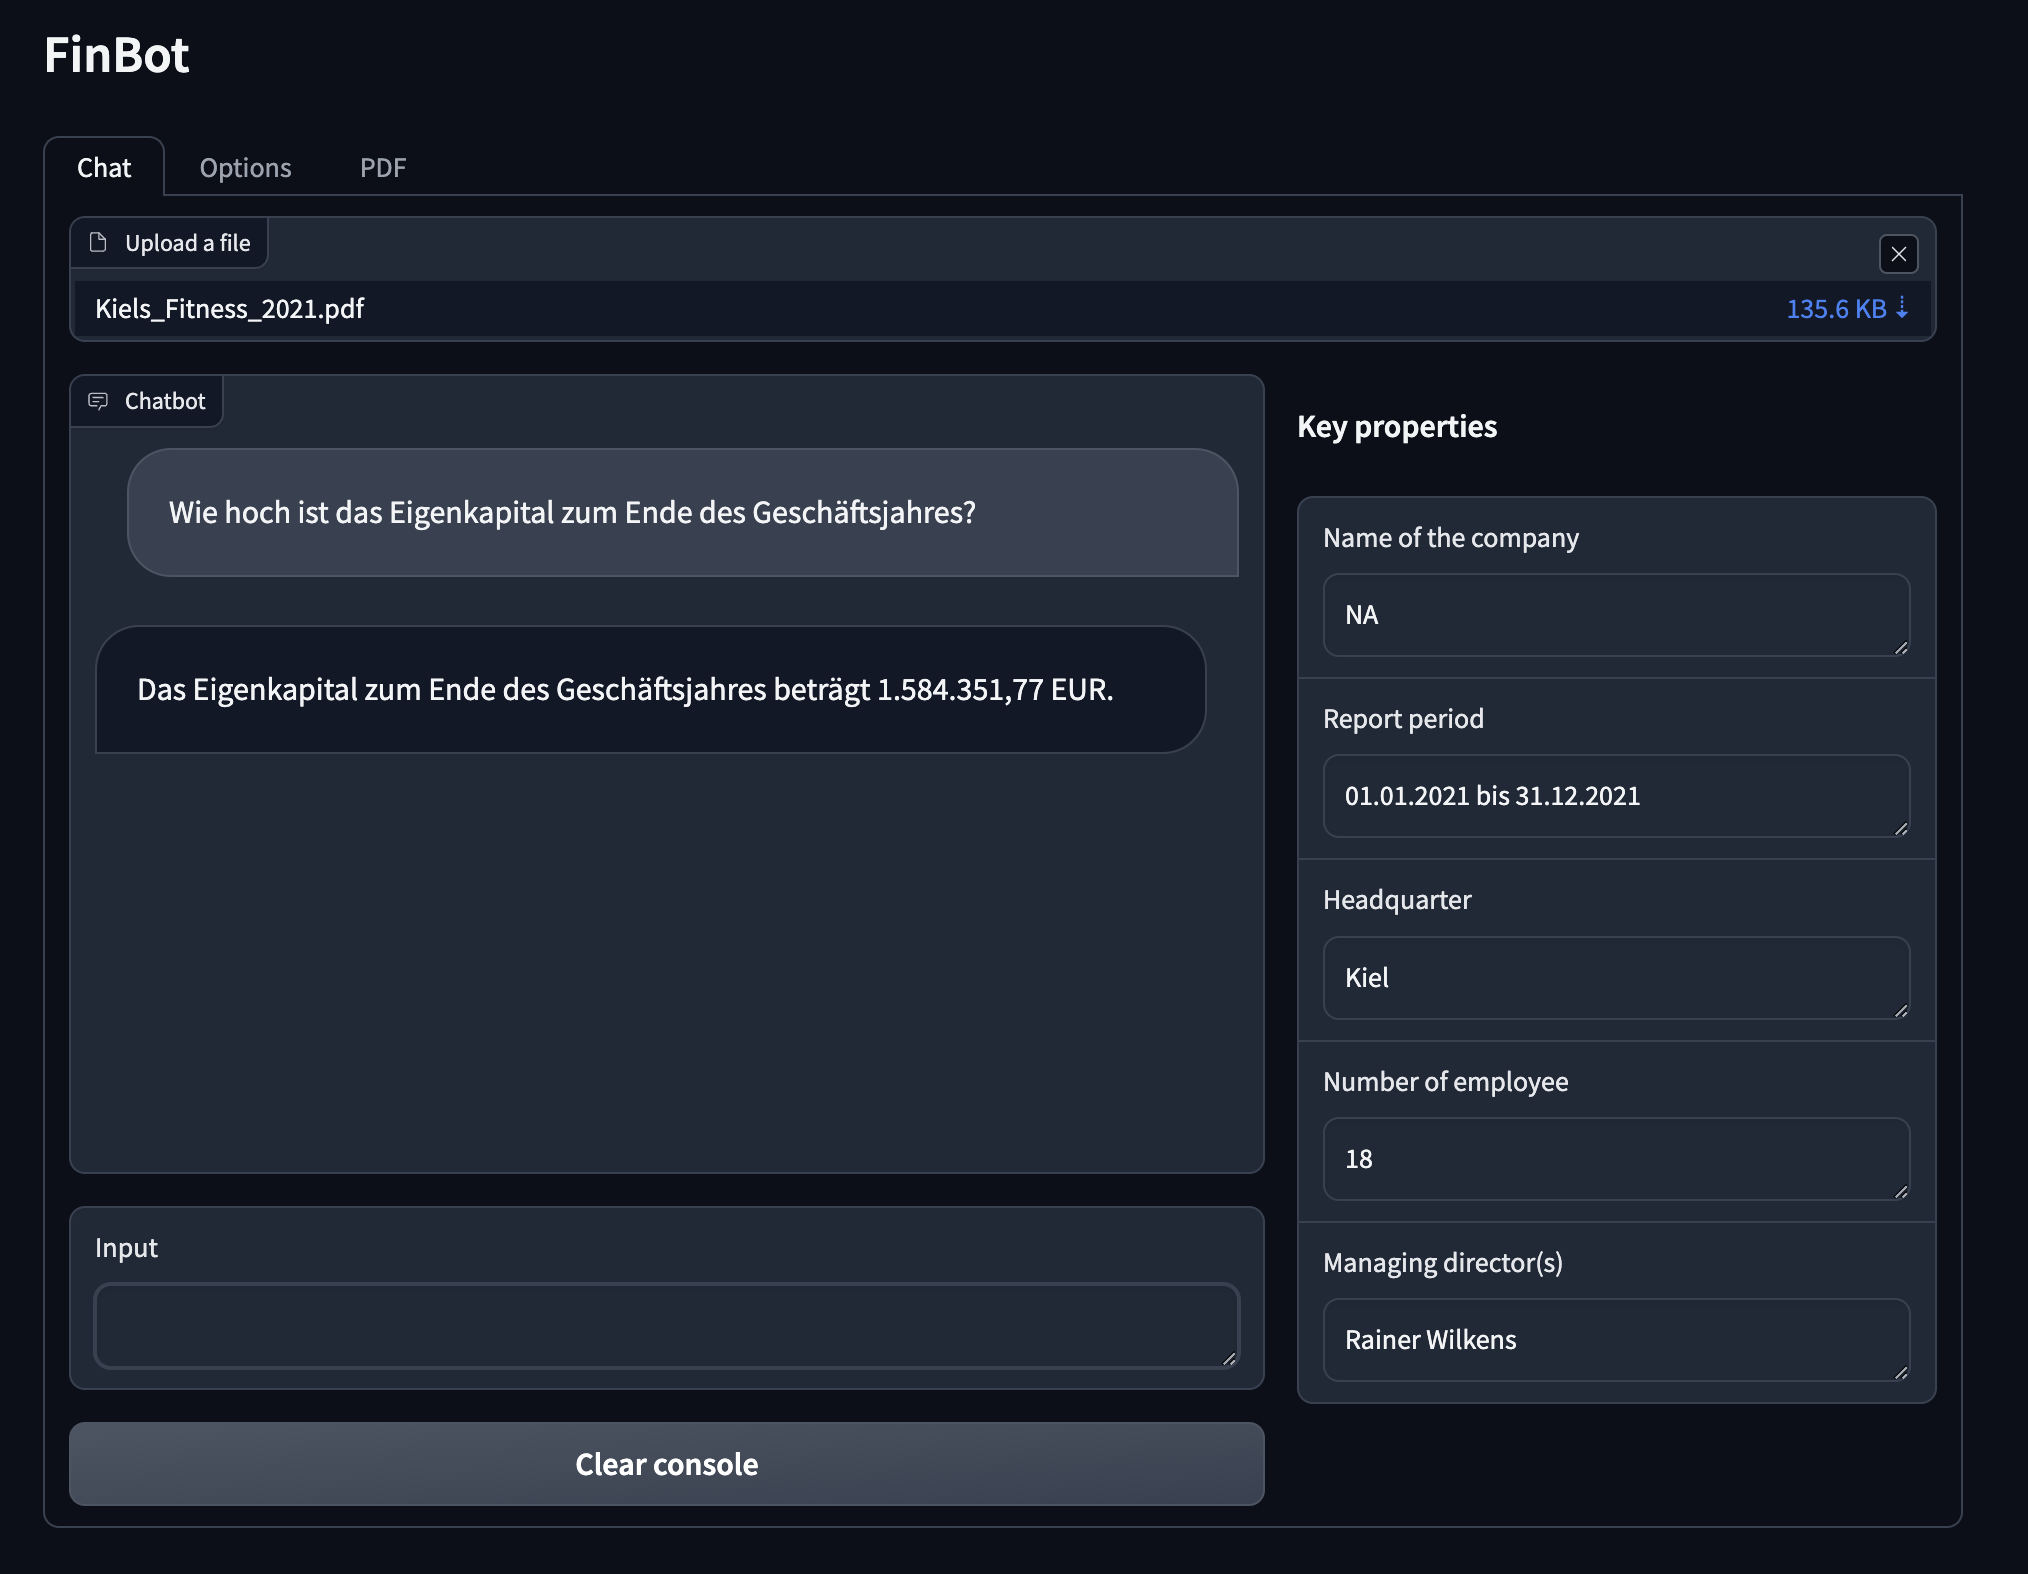 FinBot
Chat
Options
PDF
Upload a file
Kiels_Fitness_2021.pdf
135.6 KB ⇣
Chatbot
Wie hoch ist das Eigenkapital zum Ende des Geschäftsjahres?
Das Eigenkapital zum Ende des Geschäftsjahres beträgt 1.584.351,77 EUR.
Input
Clear console
Key properties
Name of the company
NA
Report period
01.01.2021 bis 31.12.2021
Headquarter
Kiel
Number of employee
18
Managing director(s)
Rainer Wilkens